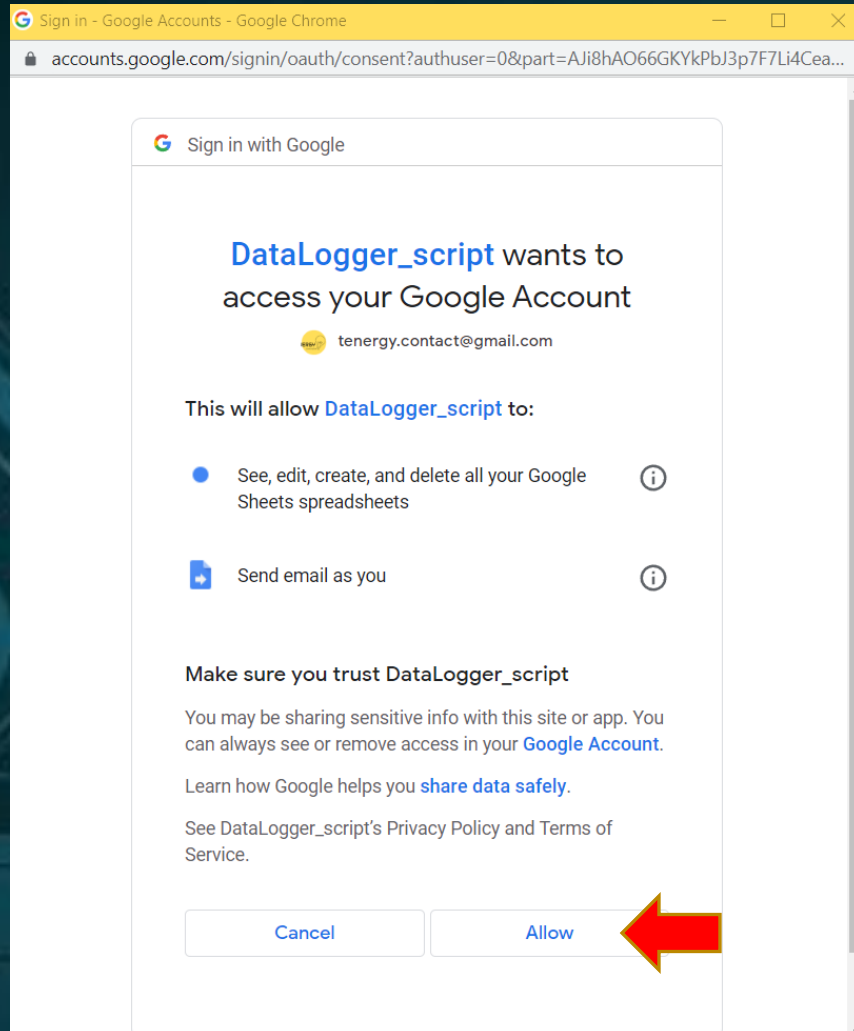 Sign in - Google Accounts - Google Chrome
accounts.google.com/signin/oauth/consent?authuser=0&part=AJi8hAO66GKYkPbJ3p7F7Li4Cea...
Sign in with Google
DataLogger_script wants to
access your Google Account
tenergy.contact@gmail.com
This will allow DataLogger_script to:
See, edit, create, and delete all your Google
Sheets spreadsheets
Send email as you
Make sure you trust DataLogger_script
You may be sharing sensitive info with this site or app. You
can always see or remove access in your Google Account.
Learn how Google helps you share data safely.
See DataLogger_script's Privacy Policy and Terms of
Service.
Cancel
Allow